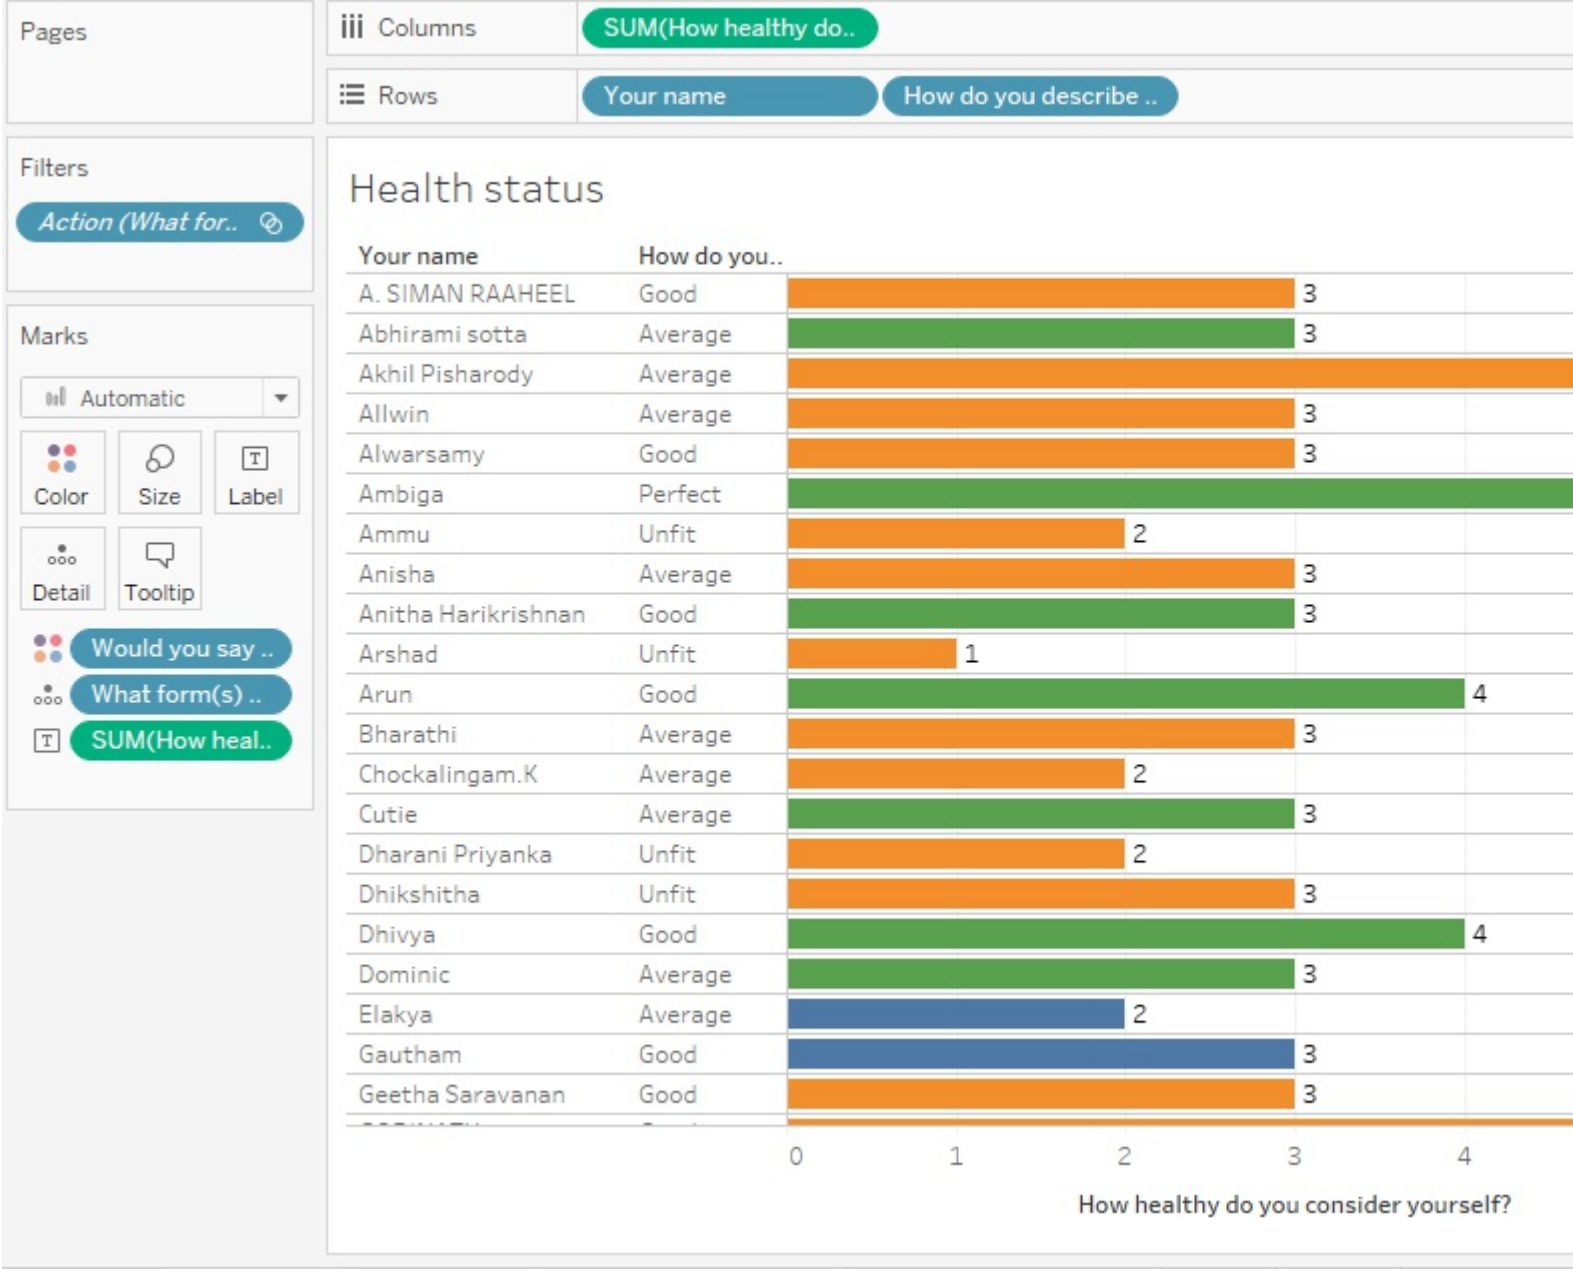 Pages
Columns SUM(How healthy do..
Rows Your name How do you describe ..
Filters
Action (What for..
Marks
Automatic
Color Size Label
Detail Tooltip
Would you say ..
What form(s) ..
SUM(How heal..
Health status
Your name How do you..
A. SIMAN RAAHEEL Good 3
Abhirami sotta Average 3
Akhil Pisharody Average
Allwin Average 3
Alwarsamy Good 3
Ambiga Perfect
Ammu Unfit 2
Anisha Average 3
Anitha Harikrishnan Good 3
Arshad Unfit 1
Arun Good 4
Bharathi Average 3
Chockalingam.K Average 2
Cutie Average 3
Dharani Priyanka Unfit 2
Dhikshitha Unfit 3
Dhivya Good 4
Dominic Average 3
Elakya Average 2
Gautham Good 3
Geetha Saravanan Good 3
0 1 2 3 4
How healthy do you consider yourself?